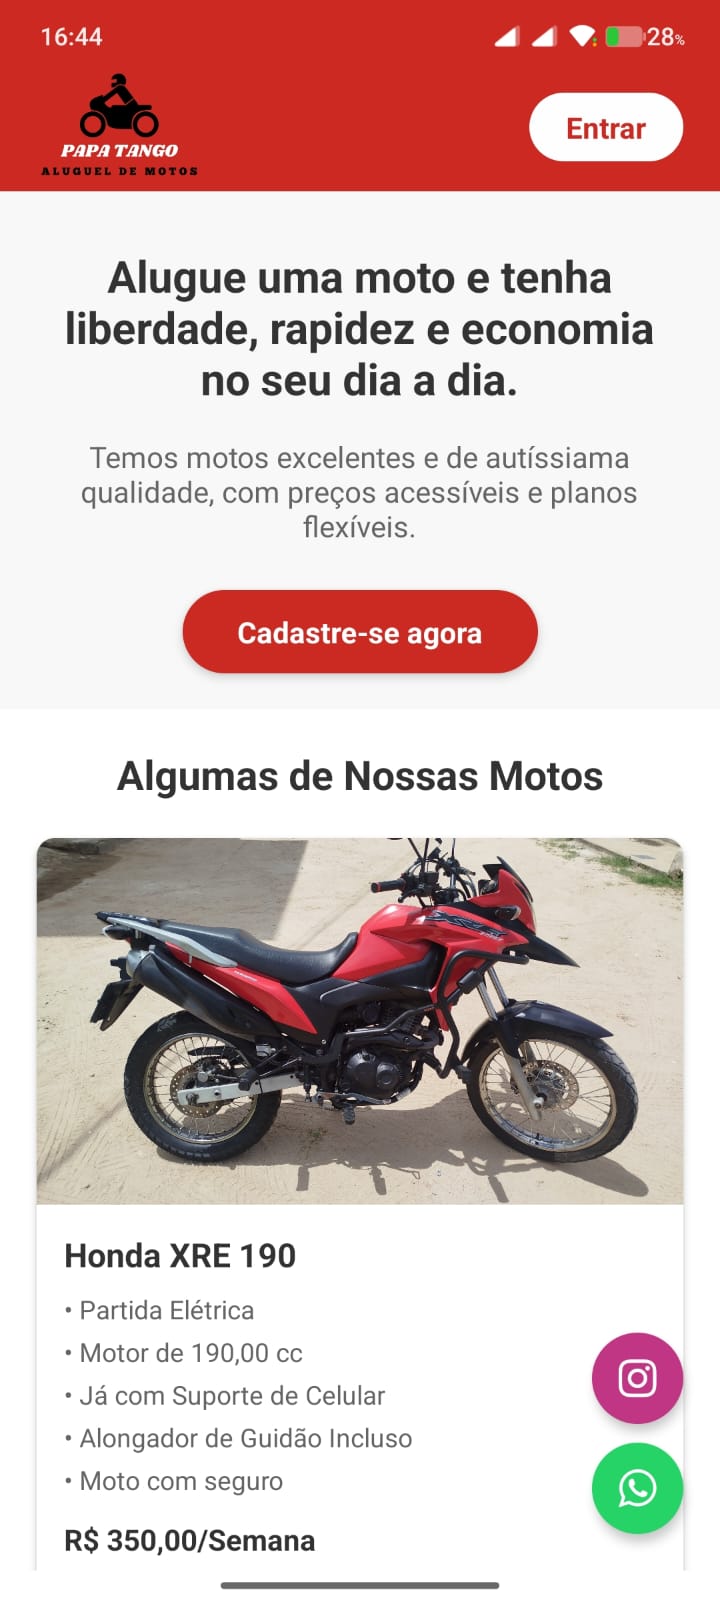 16:44
28%
PAPA TANGO
ALUGUEL DE MOTOS
Entrar
Alugue uma moto e tenha
liberdade, rapidez e economia
no seu dia a dia.
Temos motos excelentes e de autíssiama
qualidade, com preços acessíveis e planos
flexíveis.
Cadastre-se agora
Algumas de Nossas Motos
XRE
Honda XRE 190
• Partida Elétrica
• Motor de 190,00 cc
• Já com Suporte de Celular
• Alongador de Guidão Incluso
• Moto com seguro
R$ 350,00/Semana